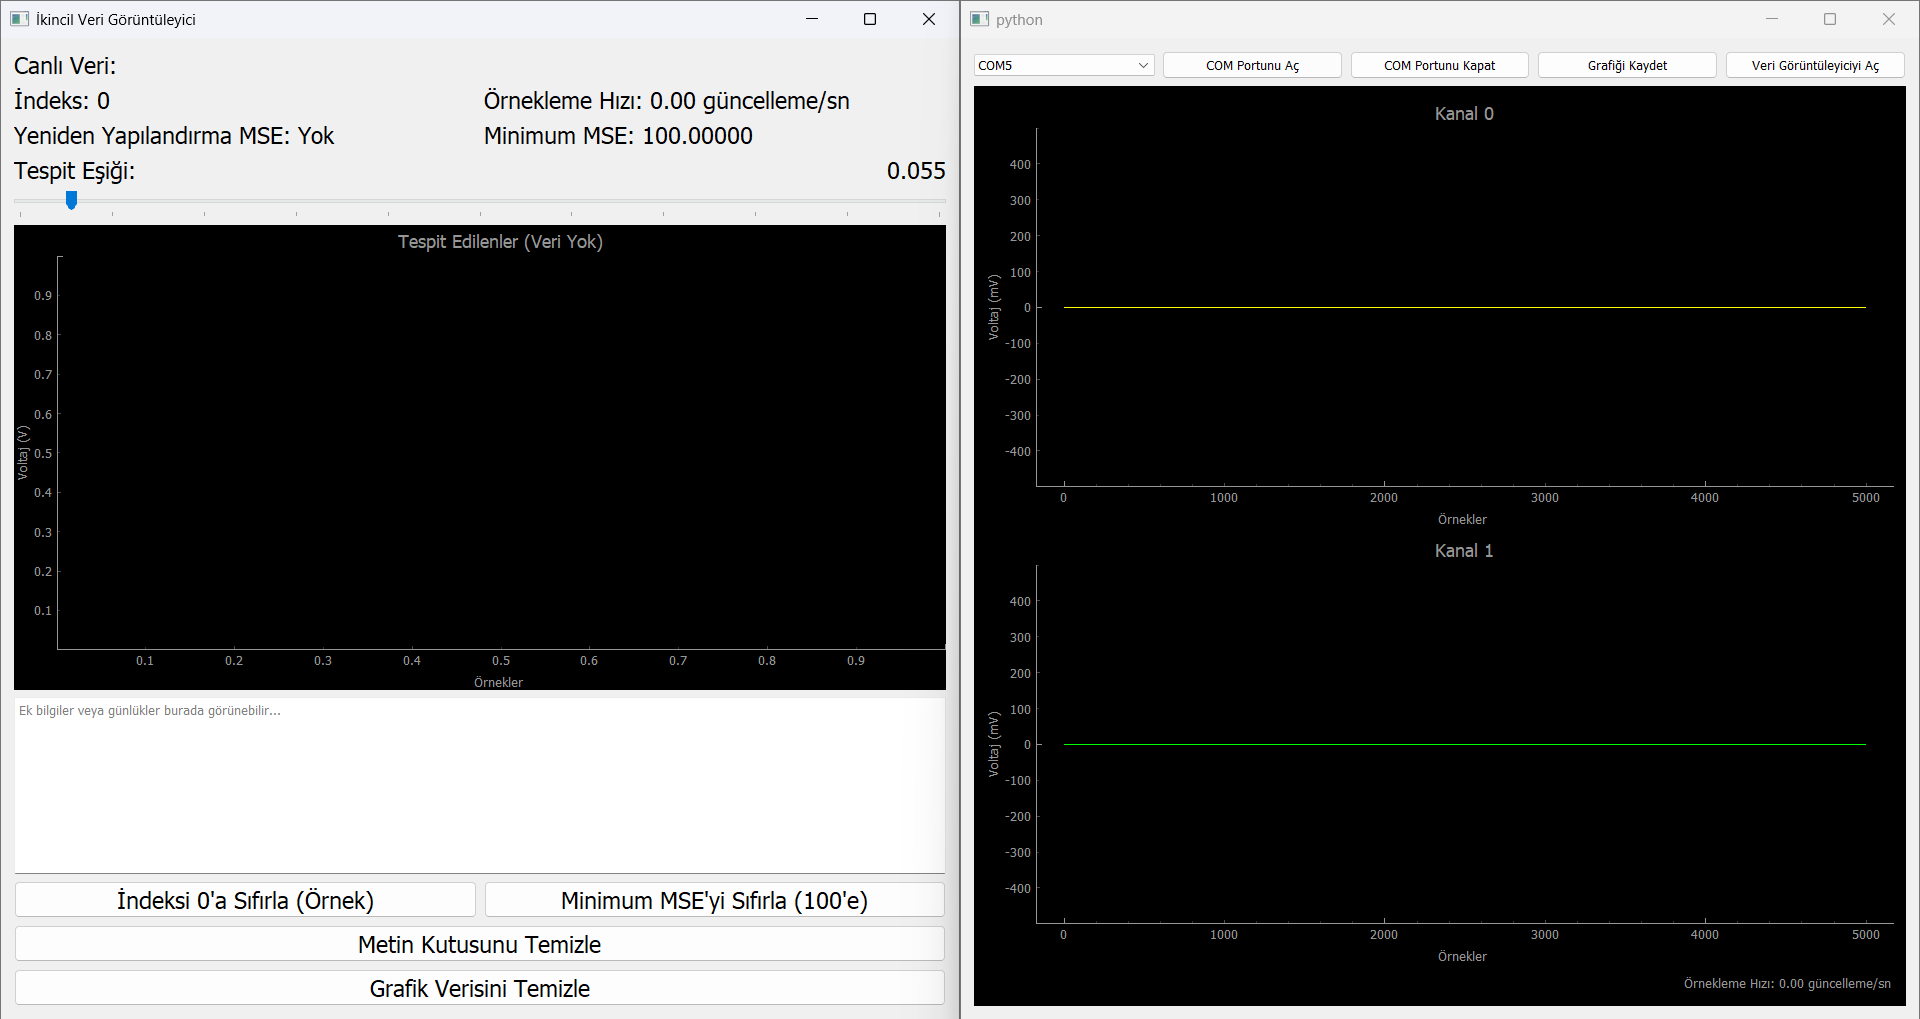 İkincil Veri Görüntüleyici
Canlı Veri:
İndeks: 0
Örnekleme Hızı: 0.00 güncelleme/sn
Yeniden Yapılandırma MSE: Yok
Minimum MSE: 100.00000
Tespit Eşiği:
0.055
Tespit Edilenler (Veri Yok)
0.9
0.8
0.7
0.6
0.5
0.4
0.3
0.2
0.1
Voltaj (V)
0.1 0.2 0.3 0.4 0.5 0.6 0.7 0.8 0.9
Örnekler
Ek bilgiler veya günlükler burada görünebilir...
İndeksi 0'a Sıfırla (Örnek)
Minimum MSE'yi Sıfırla (100'e)
Metin Kutusunu Temizle
Grafik Verisini Temizle
python
COM5
COM Portunu Aç
COM Portunu Kapat
Grafiği Kaydet
Veri Görüntüleyiciyi Aç
Kanal 0
400
300
200
100
0
-100
-200
-300
-400
Voltaj (mV)
0 1000 2000 3000 4000 5000
Örnekler
Kanal 1
400
300
200
100
0
-100
-200
-300
-400
Voltaj (mV)
0 1000 2000 3000 4000 5000
Örnekler
Örnekleme Hızı: 0.00 güncelleme/sn